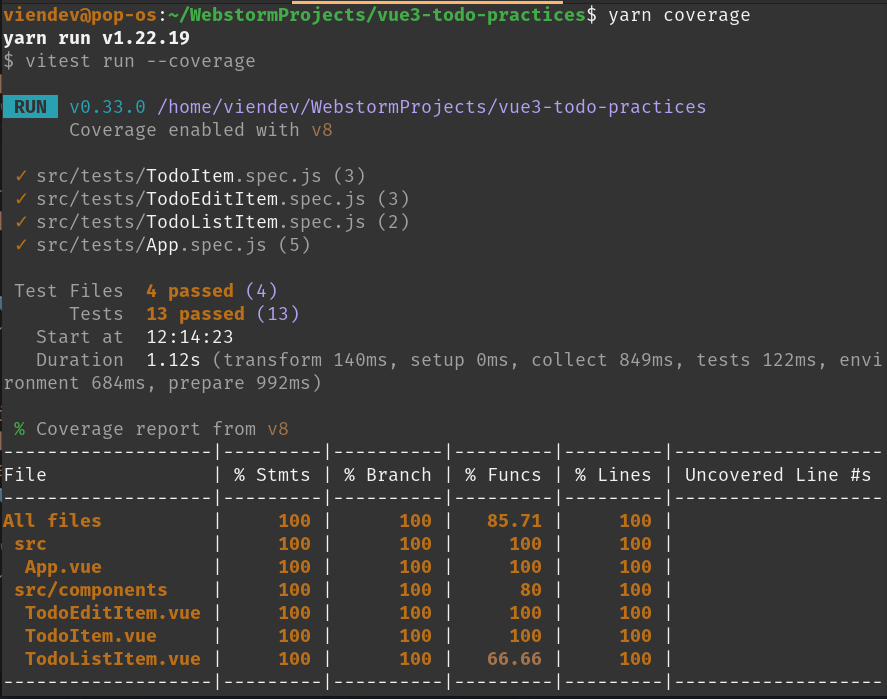 viendev@pop-os:~/WebstormProjects/vue3-todo-practices$ yarn coverage
yarn run v1.22.19
$ vitest run --coverage
RUN v0.33.0 /home/viendev/WebstormProjects/vue3-todo-practices
Coverage enabled with v8
✓ src/tests/TodoItem.spec.js (3)
✓ src/tests/TodoEditItem.spec.js (3)
✓ src/tests/TodoListItem.spec.js (2)
✓ src/tests/App.spec.js (5)
Test Files 4 passed (4)
Tests 13 passed (13)
Start at 12:14:23
Duration 1.12s (transform 140ms, setup 0ms, collect 849ms, tests 122ms, envi
ronment 684ms, prepare 992ms)
% Coverage report from v8
-------------------|---------|----------|---------|---------|-------------------
File               | % Stmts | % Branch | % Funcs | % Lines | Uncovered Line #s
-------------------|---------|----------|---------|---------|-------------------
All files          |     100 |      100 |   85.71 |     100 |
 src               |     100 |      100 |     100 |     100 |
  App.vue          |     100 |      100 |     100 |     100 |
 src/components    |     100 |      100 |      80 |     100 |
  TodoEditItem.vue |     100 |      100 |     100 |     100 |
  TodoItem.vue     |     100 |      100 |     100 |     100 |
  TodoListItem.vue |     100 |      100 |   66.66 |     100 |
-------------------|---------|----------|---------|---------|-------------------